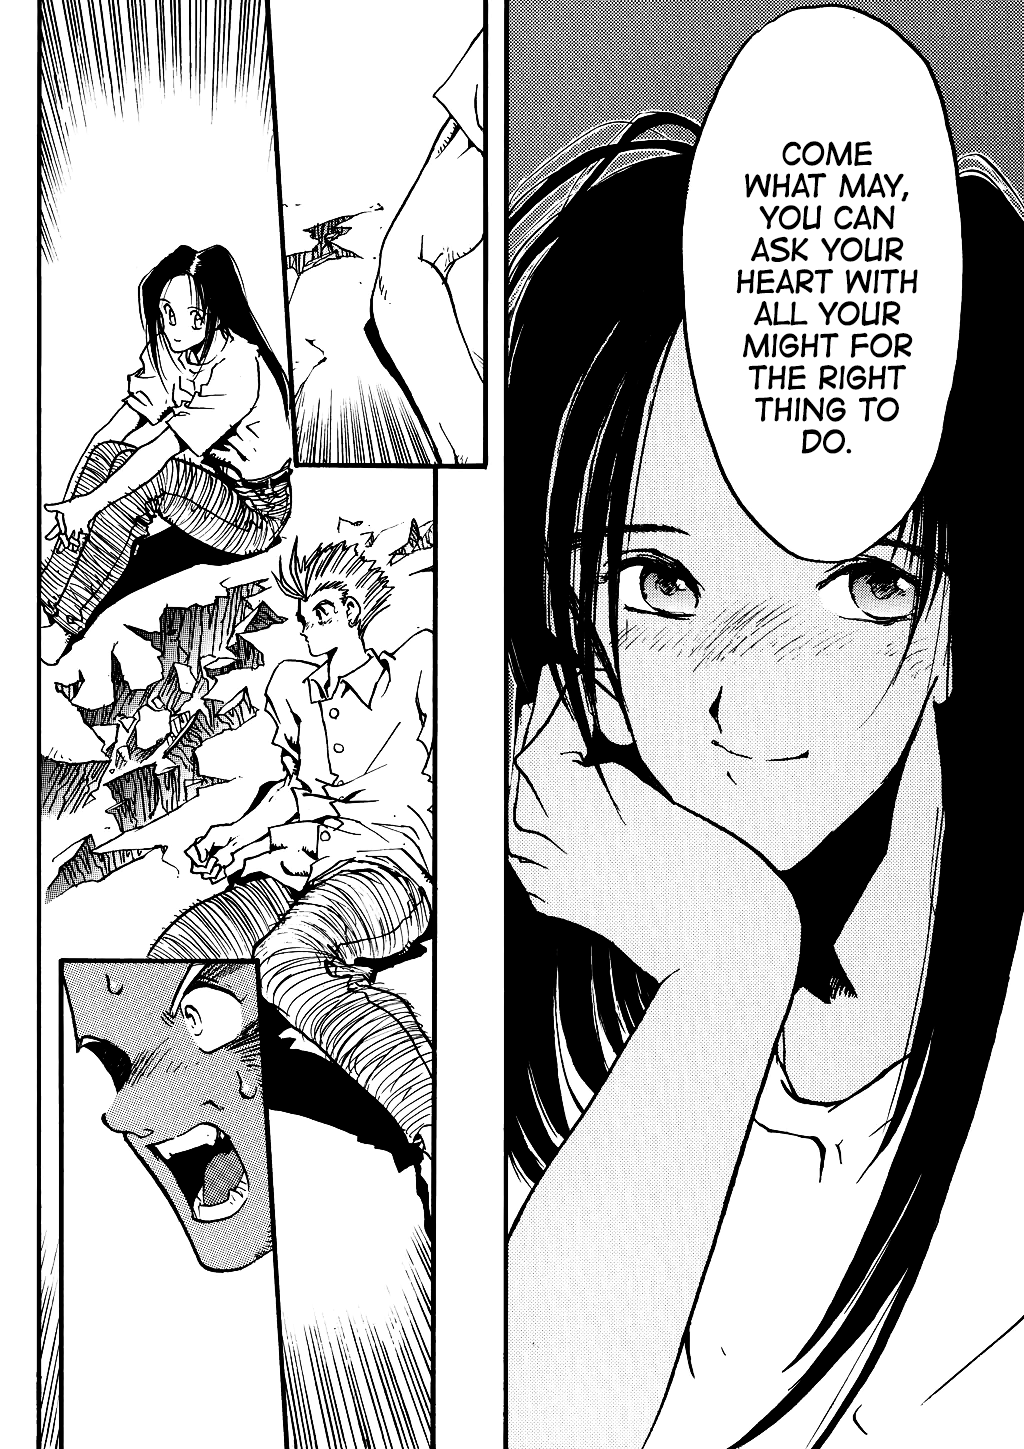 COME
WHAT MAY,
YOU CAN
ASK YOUR
HEART WITH
ALL YOUR
MIGHT FOR
THE RIGHT
THING TO
DO.